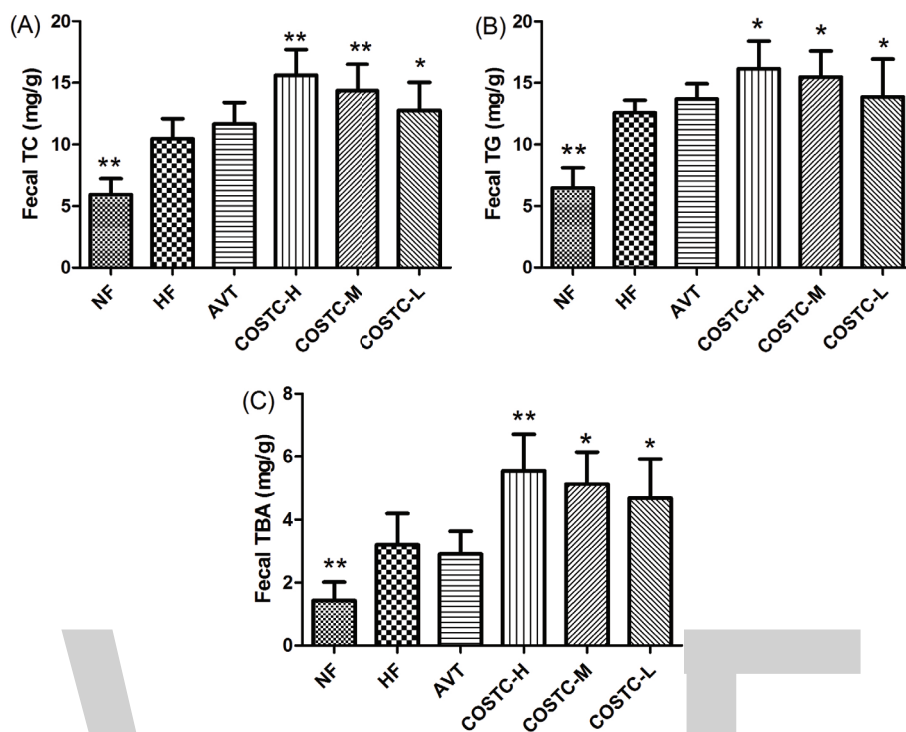 (A)
Fecal TC (mg/g)
20
15
10
5
0
** ** ** *
NF HF AVT COSTC-H COSTC-M COSTC-L
(B)
Fecal TG (mg/g)
20
15
10
5
0
** * * *
NF HF AVT COSTC-H COSTC-M COSTC-L
(C)
Fecal TBA (mg/g)
8
6
4
2
0
** ** * *
NF HF AVT COSTC-H COSTC-M COSTC-L